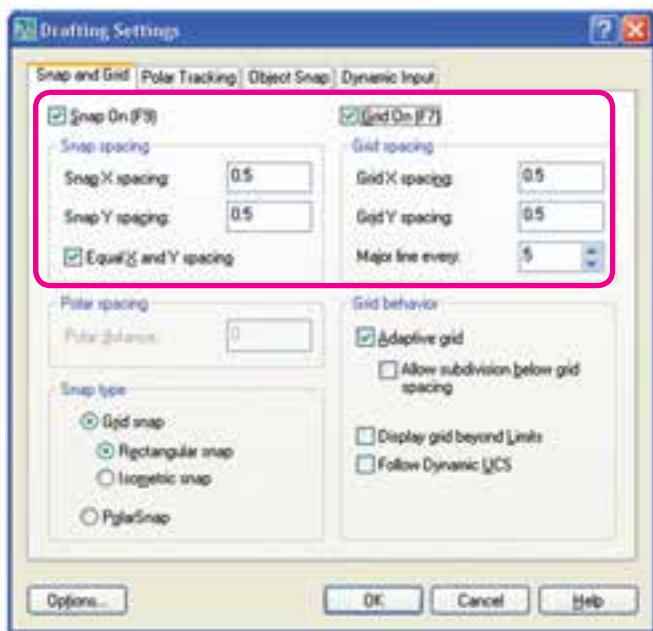 Drafting Settings
Snap and Grid Polar Tracking Object Snap Dynamic Input
Snap On (F9)
Snap spacing
Snap X spacing: 0.5
Snap Y spacing: 0.5
Equal X and Y spacing
Polar spacing
Polar distance: 0
Snap type
Grid snap
Rectangular snap
Isometric snap
PolarSnap
Grid On (F7)
Grid spacing
Grid X spacing: 0.5
Grid Y spacing: 0.5
Major line every: 5
Grid behavior
Adaptive grid
Allow subdivision below grid
spacing
Display grid beyond Limits
Follow Dynamic UCS
Options... OK Cancel Help